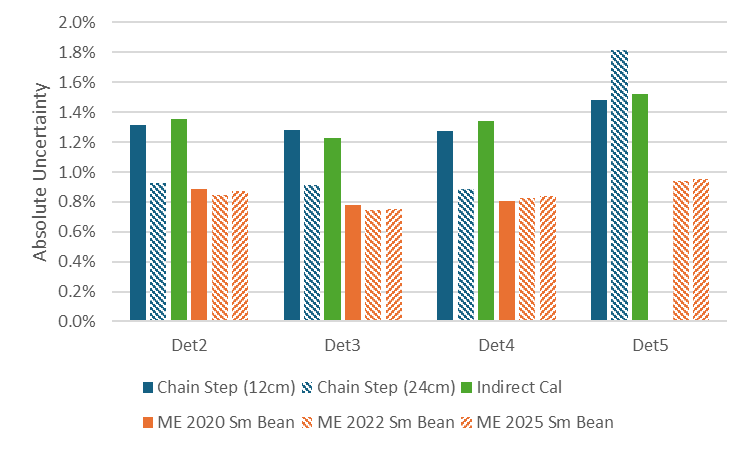 Absolute Uncertainty
2.0%
1.8%
1.6%
1.4%
1.2%
1.0%
0.8%
0.6%
0.4%
0.2%
0.0%
Det2 Det3 Det4 Det5
Chain Step (12cm) Chain Step (24cm) Indirect Cal
ME 2020 Sm Bean ME 2022 Sm Bean ME 2025 Sm Bean